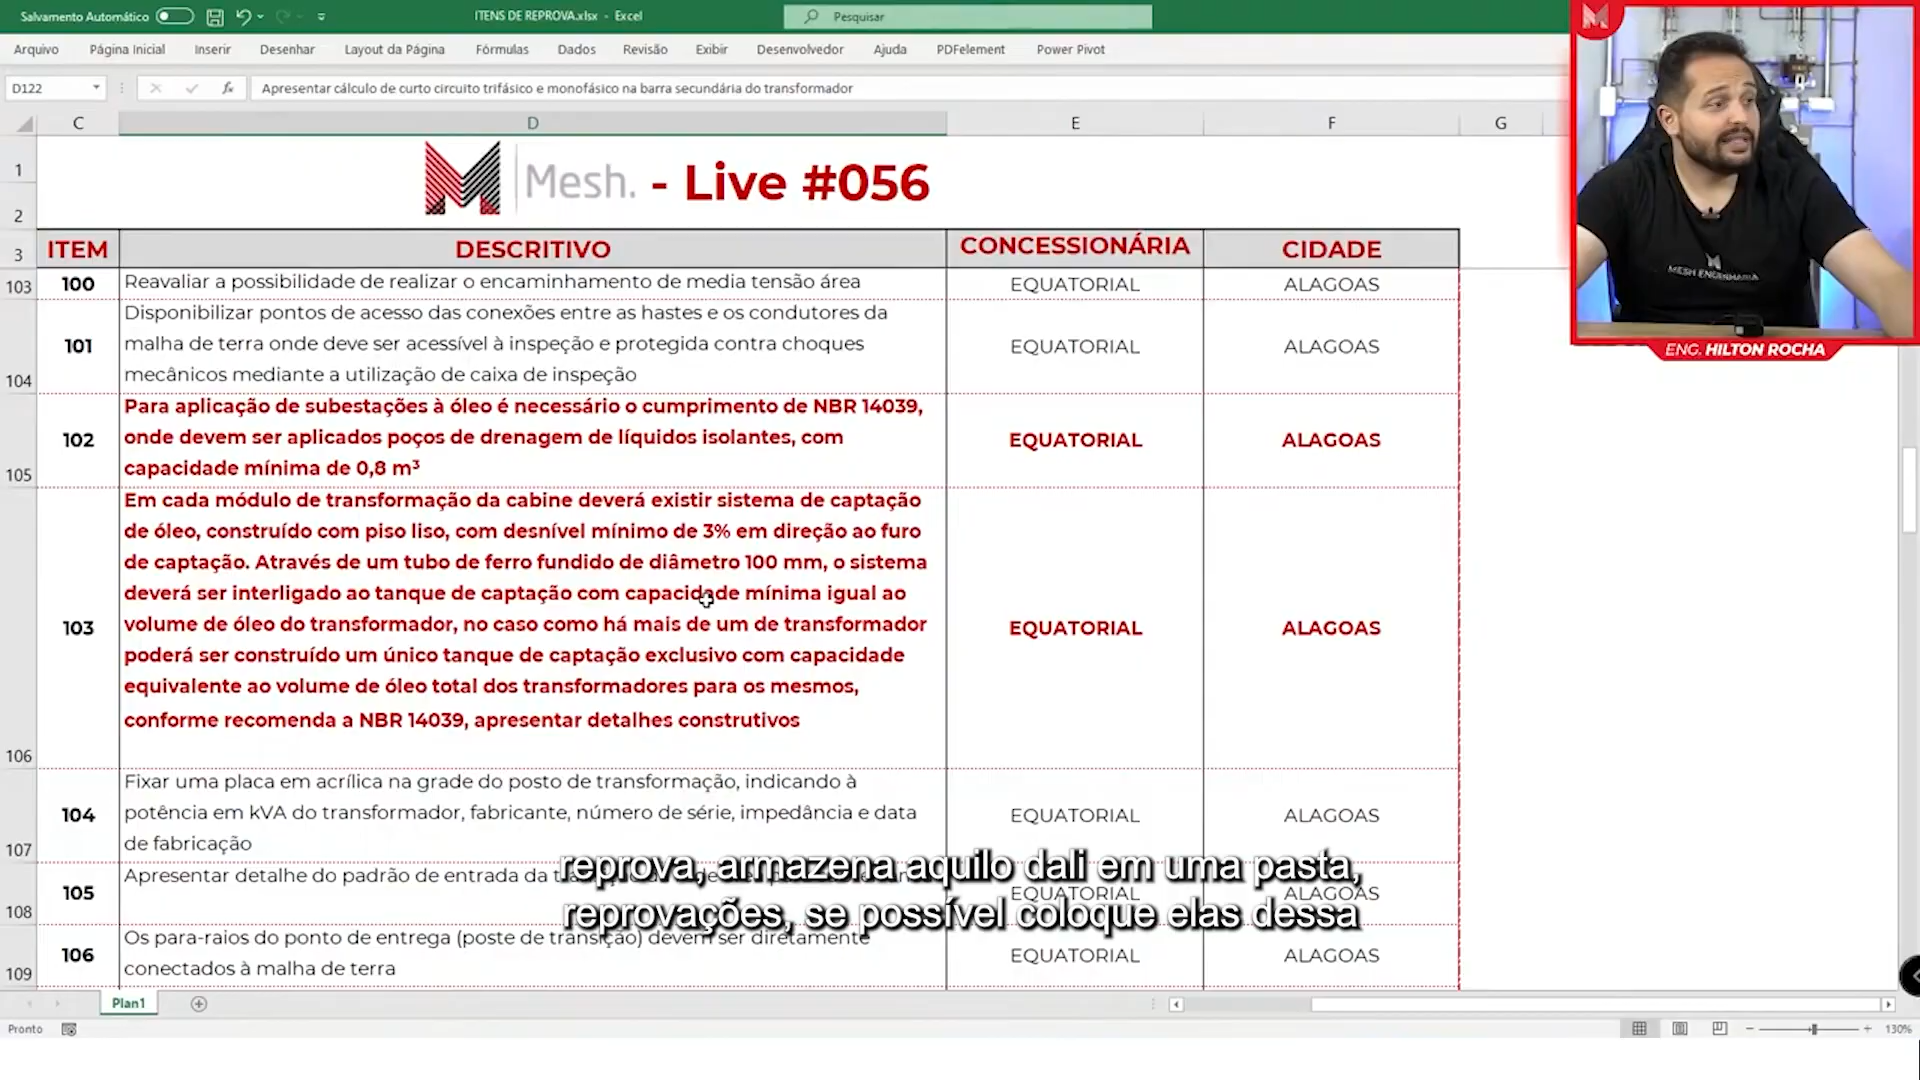 Salvamento Automático
ITENS DE REPROVA.xlsx - Excel
Pesquisar
Arquivo Página Inicial Inserir Desenhar Layout da Página Fórmulas Dados Revisão Exibir Desenvolvedor Ajuda PDFelement Power Pivot
D122
fx
Apresentar cálculo de curto circuito trifásico e monofásico na barra secundária do transformador
C D E F G
1
2
Mesh. - Live #056
3 ITEM DESCRITIVO CONCESSIONÁRIA CIDADE
103 100 Reavaliar a possibilidade de realizar o encaminhamento de media tensão área EQUATORIAL ALAGOAS
Disponibilizar pontos de acesso das conexões entre as hastes e os condutores da
101 malha de terra onde deve ser acessível à inspeção e protegida contra choques EQUATORIAL ALAGOAS
104 mecânicos mediante a utilização de caixa de inspeção
Para aplicação de subestações à óleo é necessário o cumprimento de NBR 14039,
102 onde devem ser aplicados poços de drenagem de líquidos isolantes, com EQUATORIAL ALAGOAS
105 capacidade mínima de 0,8 m³
Em cada módulo de transformação da cabine deverá existir sistema de captação
de óleo, construído com piso liso, com desnível mínimo de 3% em direção ao furo
de captação. Através de um tubo de ferro fundido de diâmetro 100 mm, o sistema
deverá ser interligado ao tanque de captação com capacidade mínima igual ao
103 volume de óleo do transformador, no caso como há mais de um de transformador EQUATORIAL ALAGOAS
poderá ser construído um único tanque de captação exclusivo com capacidade
equivalente ao volume de óleo total dos transformadores para os mesmos,
conforme recomenda a NBR 14039, apresentar detalhes construtivos
106
Fixar uma placa em acrílica na grade do posto de transformação, indicando à
104 potência em kVA do transformador, fabricante, número de série, impedância e data EQUATORIAL ALAGOAS
107 de fabricação
Apresentar detalhe do padrão de entrada da
108 105 EQUATORIAL ALAGOAS
Os para-raios do ponto de entrega (poste de transição) devem ser diretamente
109 106 conectados à malha de terra EQUATORIAL ALAGOAS
reprova, armazena aquilo dali em uma pasta,
reprovações, se possível coloque elas dessa
MESH ENGENHARIA
ENG. HILTON ROCHA
Plan1
Pronto
130%